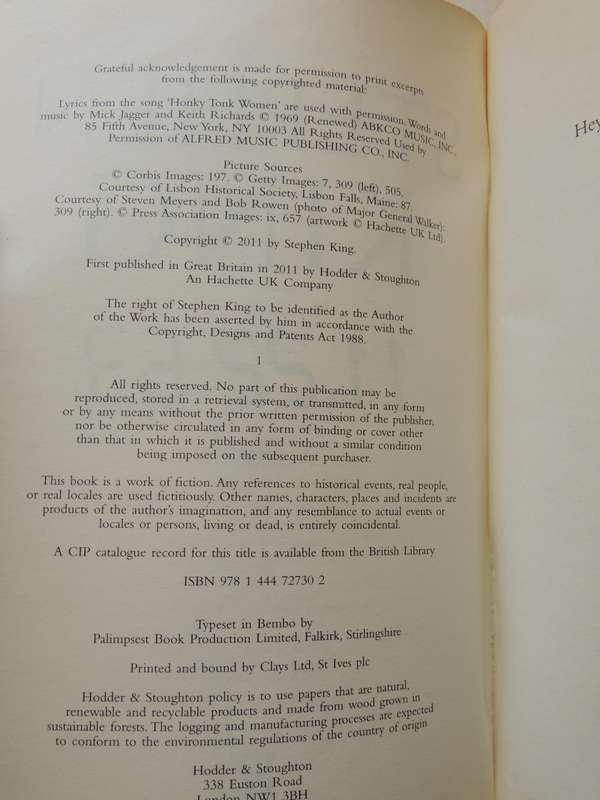 Grateful acknowledgement is made for permission to print excerpts
from the following copyrighted material:
Lyrics from the song 'Honky Tonk Women' are used with permission. Words and
music by Mick Jagger and Keith Richards © 1969 (Renewed) ABKCO MUSIC, INC.,
85 Fifth Avenue, New York, NY 10003 All Rights Reserved Used by
Permission of ALFRED MUSIC PUBLISHING CO., INC.
Picture Sources
© Corbis Images: 197. © Getty Images: 7, 309 (left), 505.
Courtesy of Lisbon Historical Society, Lisbon Falls, Maine: 87.
Courtesy of Steven Meyers and Bob Rowen (photo of Major General Walker):
309 (right). © Press Association Images: ix, 657 (artwork © Hachette UK Ltd).
Copyright © 2011 by Stephen King.
First published in Great Britain in 2011 by Hodder & Stoughton
An Hachette UK Company
The right of Stephen King to be identified as the Author
of the Work has been asserted by him in accordance with the
Copyright, Designs and Patents Act 1988.
1
All rights reserved. No part of this publication may be
reproduced, stored in a retrieval system, or transmitted, in any form
or by any means without the prior written permission of the publisher,
nor be otherwise circulated in any form of binding or cover other
than that in which it is published and without a similar condition
being imposed on the subsequent purchaser.
This book is a work of fiction. Any references to historical events, real people,
or real locales are used fictitiously. Other names, characters, places and incidents are
products of the author's imagination, and any resemblance to actual events or
locales or persons, living or dead, is entirely coincidental.
A CIP catalogue record for this title is available from the British Library
ISBN 978 1 444 72730 2
Typeset in Bembo by
Palimpsest Book Production Limited, Falkirk, Stirlingshire
Printed and bound by Clays Ltd, St Ives plc
Hodder & Stoughton policy is to use papers that are natural,
renewable and recyclable products and made from wood grown in
sustainable forests. The logging and manufacturing processes are expected
to conform to the environmental regulations of the country of origin
Hodder & Stoughton
338 Euston Road
London NW1 3BH
Hey